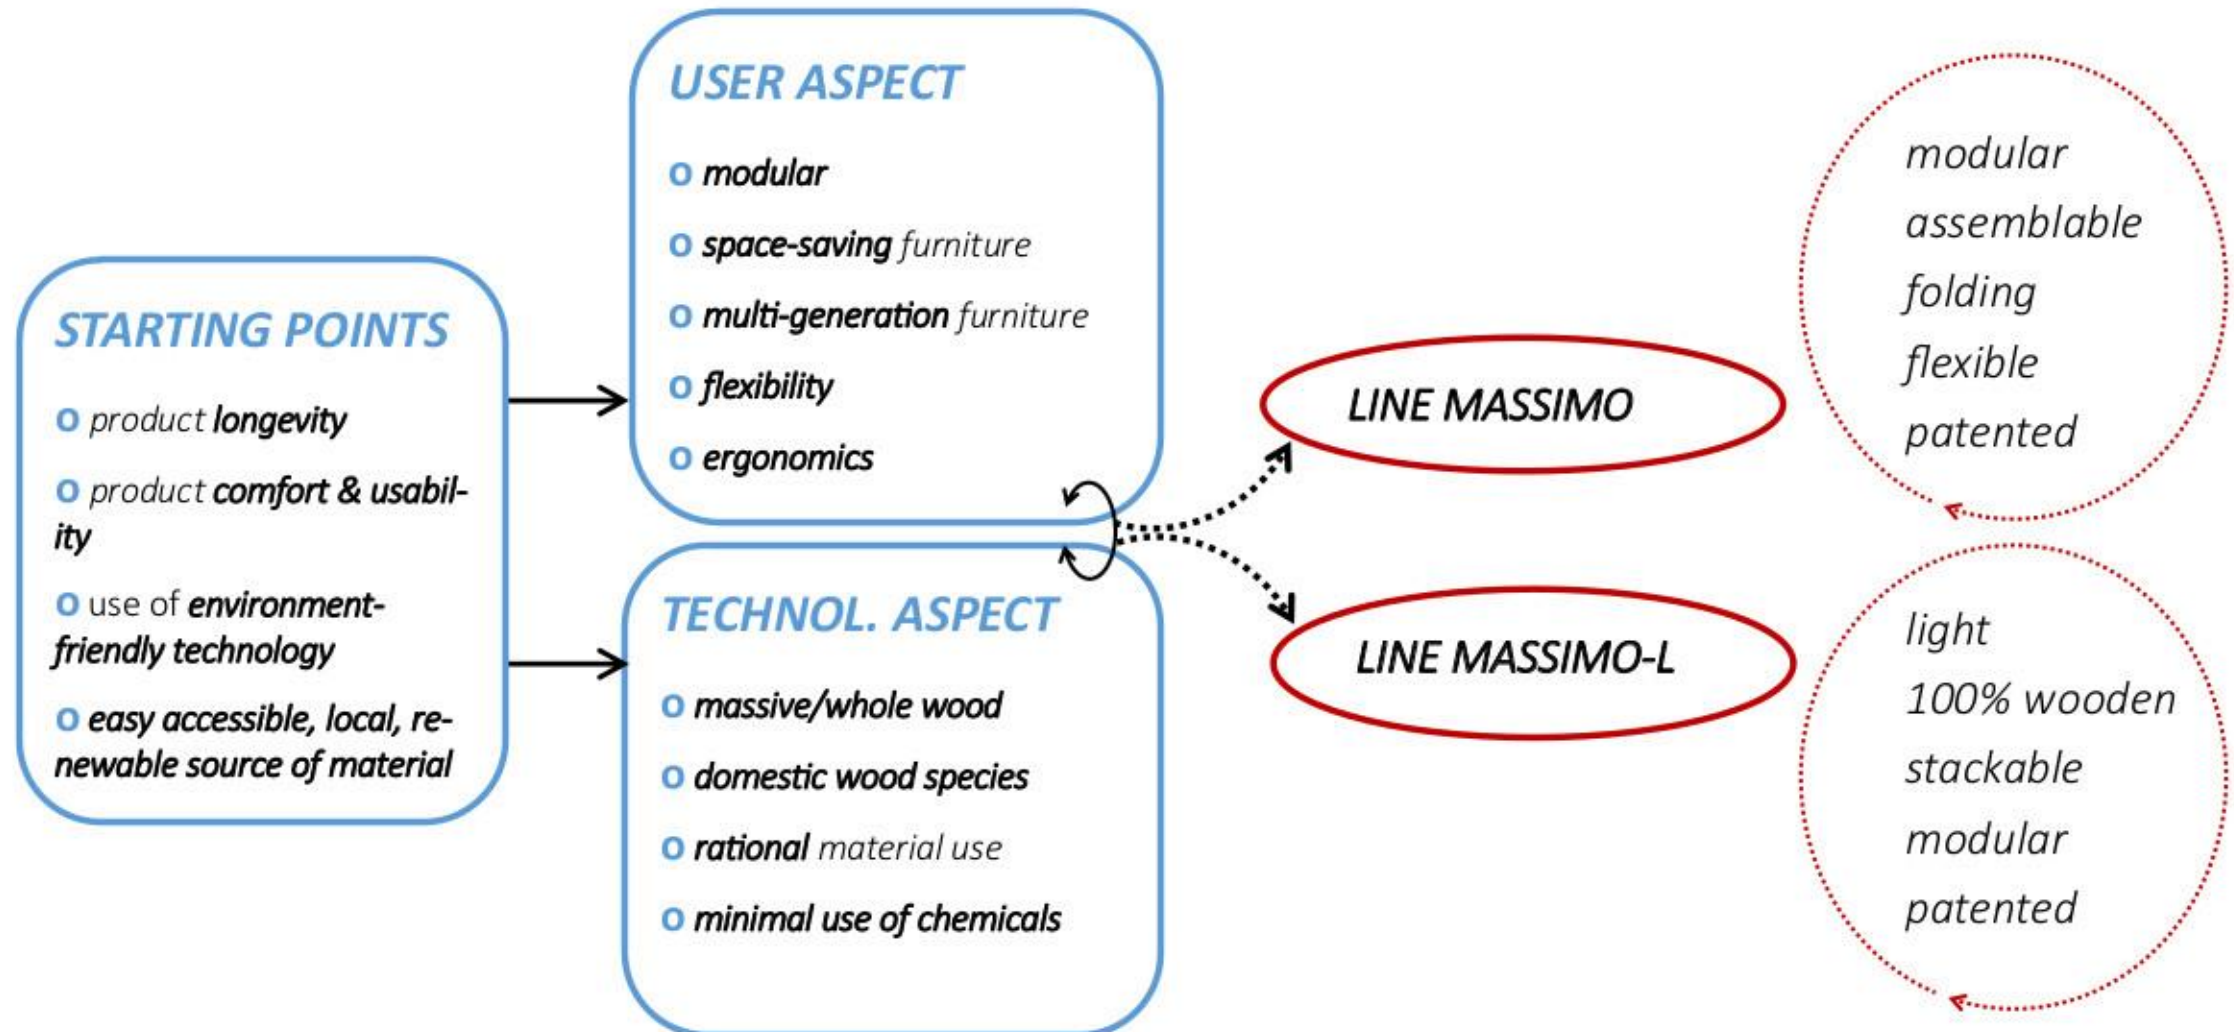 STARTING POINTS
o product longevity
o product comfort & usabil-
ity
o use of environment-
friendly technology
o easy accessible, local, re-
newable source of material
USER ASPECT
o modular
o space-saving furniture
o multi-generation furniture
o flexibility
o ergonomics
TECHNOL. ASPECT
o massive/whole wood
o domestic wood species
o rational material use
o minimal use of chemicals
LINE MASSIMO
LINE MASSIMO-L
modular
assemblable
folding
flexible
patented
light
100% wooden
stackable
modular
patented